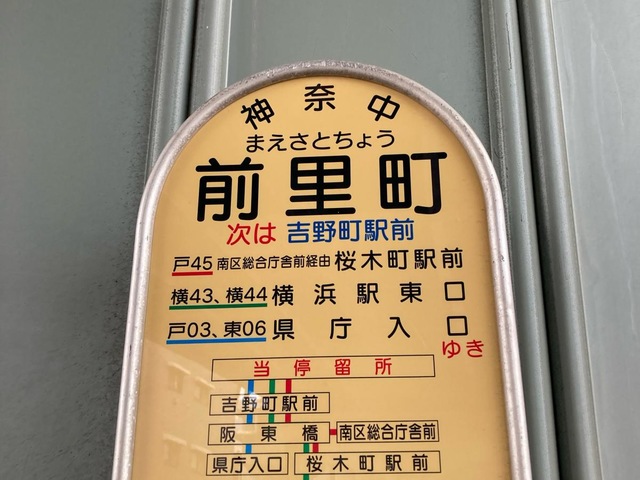 神奈中
まえさとちょう
前里町
次は 吉野町駅前
戸45 南区総合庁舎前経由 桜木町駅前
横43、横44 横浜駅東口
戸03、東06 県庁入口
ゆき
当停留所
吉野町駅前
阪東橋 南区総合庁舎前
県庁入口 桜木町駅前